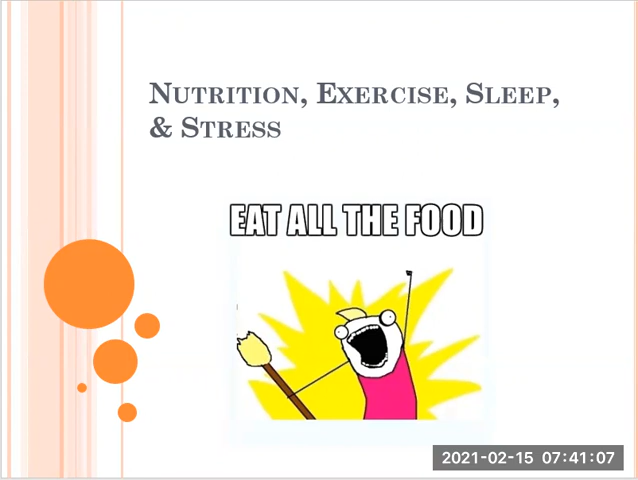 Nutrition, Exercise, Sleep,
& Stress
EAT ALL THE FOOD
2021-02-15 07:41:07